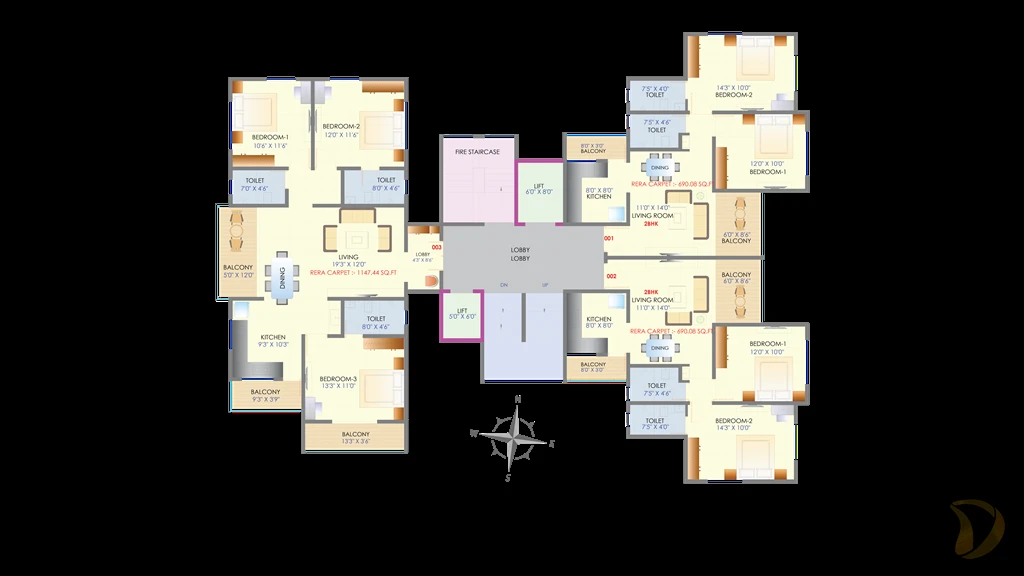 7'5" X 4'0"
TOILET
14'3" X 10'0"
BEDROOM-2
7'5" X 4'6"
TOILET
BEDROOM-1
10'6" X 11'6"
BEDROOM-2
12'0" X 11'6"
FIRE STAIRCASE
8'0" X 3'0"
BALCONY
DINING
12'0" X 10'0"
BEDROOM-1
TOILET
7'0" X 4'6"
TOILET
8'0" X 4'6"
LIFT
6'0" X 8'0"
8'0" X 8'0"
KITCHEN
RERA CARPET :- 690.08 SQ.FT
11'0" X 14'0"
LIVING ROOM
2BHK
6'0" X 8'6"
BALCONY
001
003
LOBBY
4'3" X 8'6"
LOBBY
LOBBY
LIVING
19'3" X 12'0"
RERA CARPET :- 1147.44 SQ.FT
BALCONY
5'0" X 12'0"
DINING
002
DN
UP
BALCONY
6'0" X 8'6"
2BHK
LIVING ROOM
11'0" X 14'0"
RERA CARPET :- 690.08 SQ.FT
LIFT
5'0" X 6'0"
KITCHEN
8'0" X 8'0"
TOILET
8'0" X 4'6"
KITCHEN
9'3" X 10'3"
DINING
BEDROOM-1
12'0" X 10'0"
BALCONY
8'0" X 3'0"
BEDROOM-3
13'3" X 11'0"
BALCONY
9'3" X 3'9"
TOILET
7'5" X 4'6"
TOILET
7'5" X 4'0"
BEDROOM-2
14'3" X 10'0"
BALCONY
13'3" X 3'6"
N
W
E
S